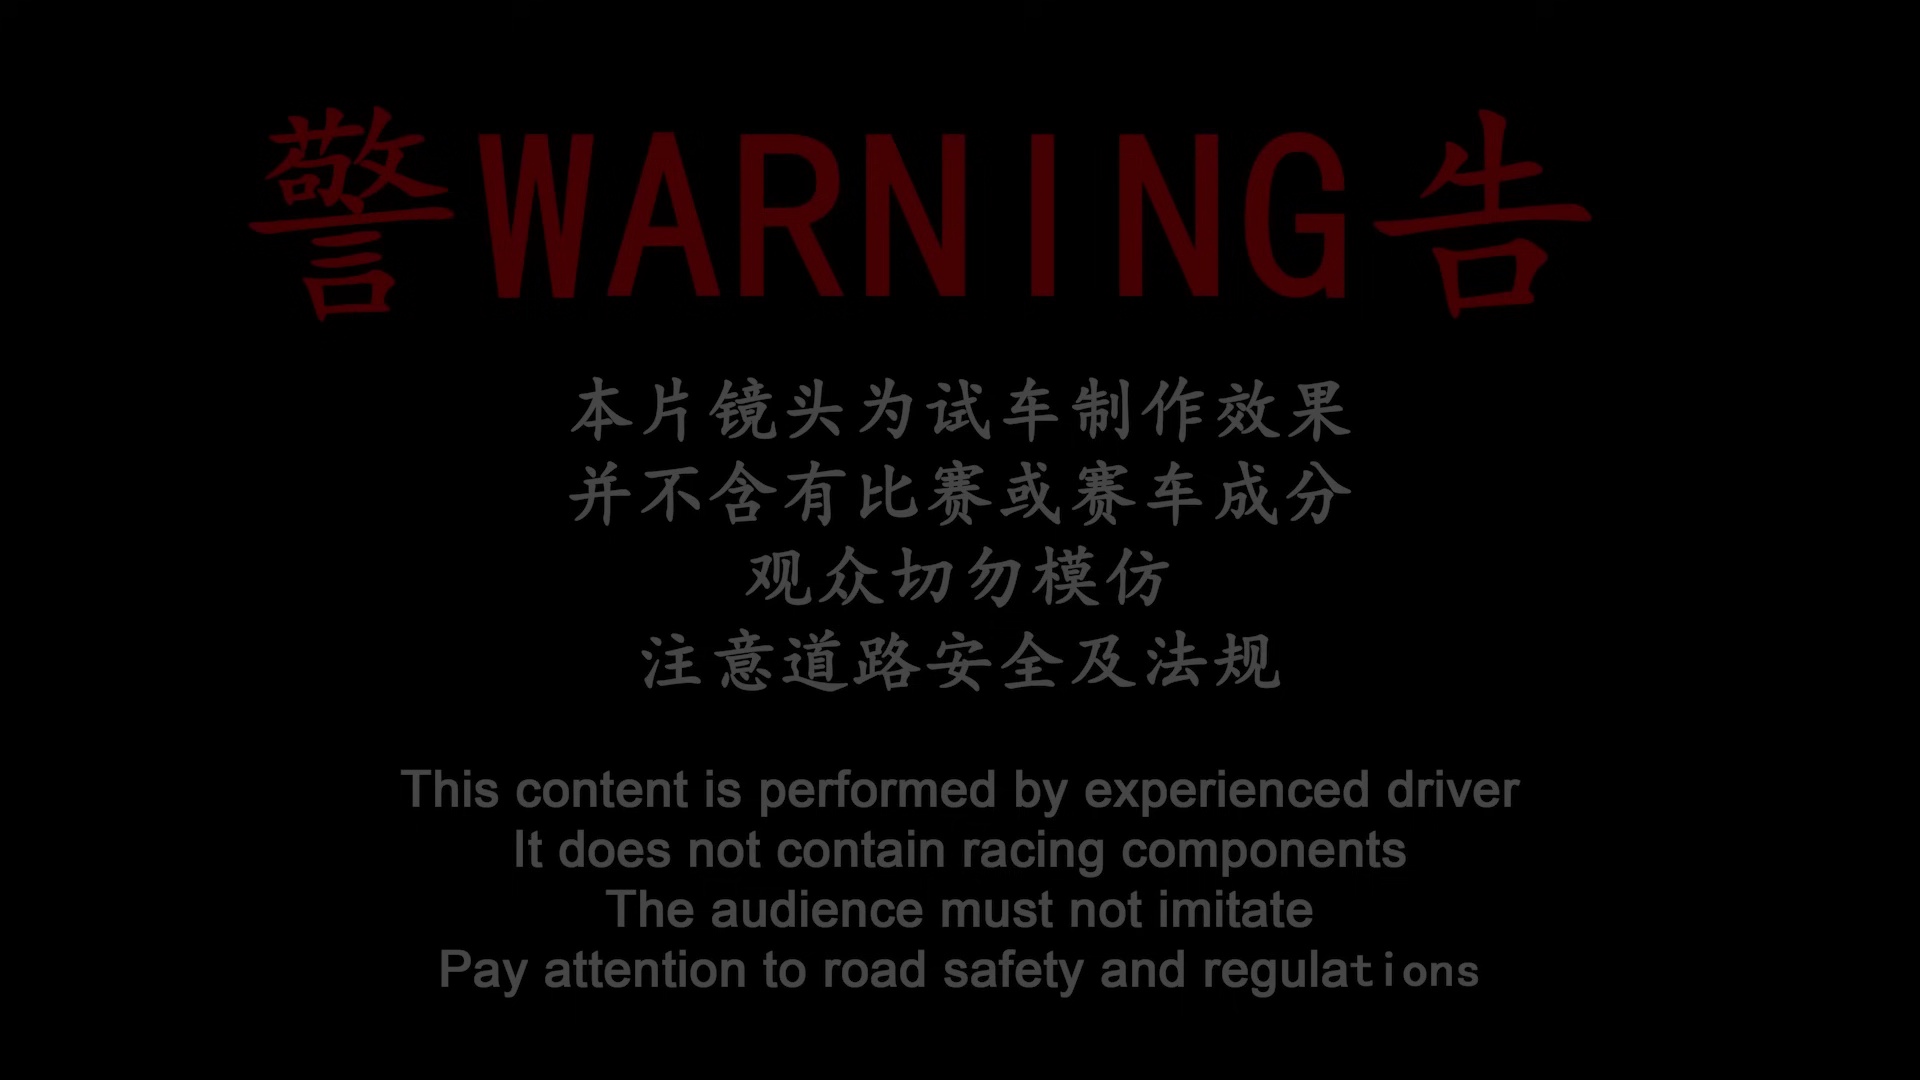 警WARNING告
本片镜头为试车制作效果
并不含有比赛或赛车成分
观众切勿模仿
注意道路安全及法规
This content is performed by experienced driver
It does not contain racing components
The audience must not imitate
Pay attention to road safety and regulations